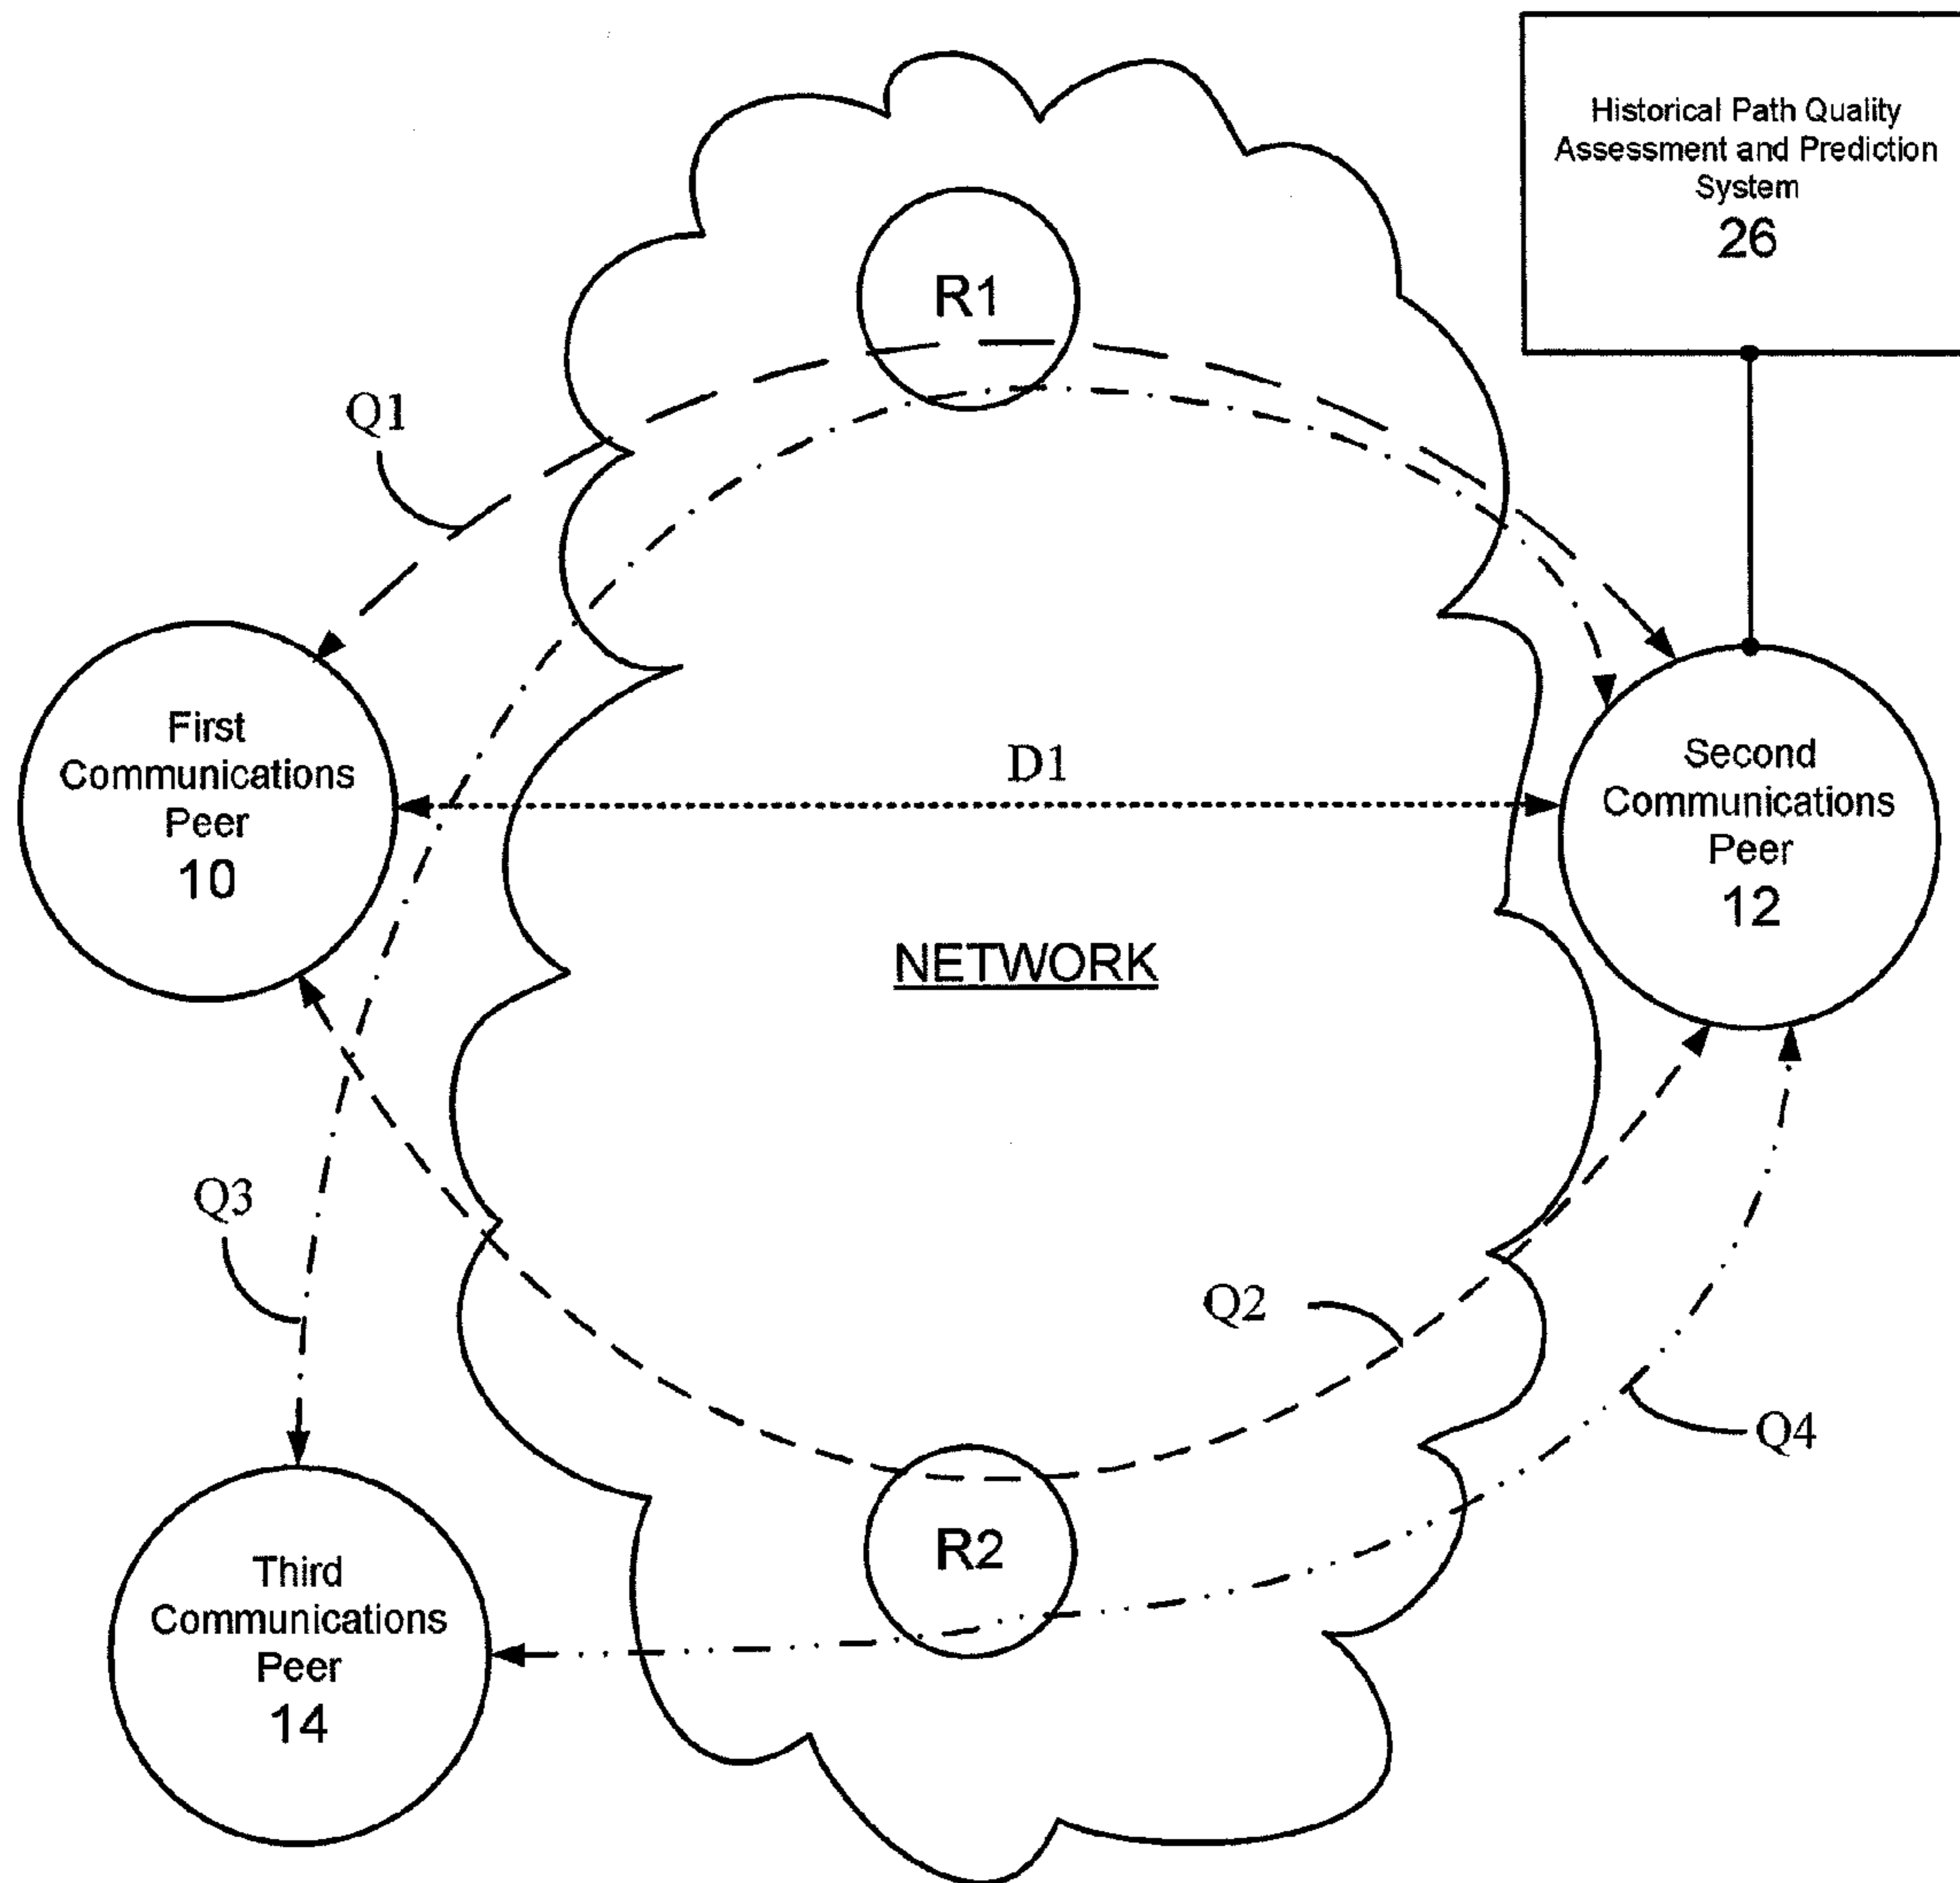 Historical Path Quality
Assessment and Prediction
System
26
R1
Q1
First
Communications
Peer
10
D1
Second
Communications
Peer
12
NETWORK
Q3
Q2
Q4
R2
Third
Communications
Peer
14